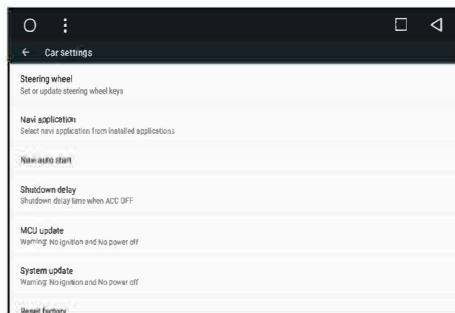 Car settings
Steering wheel
Set or update steering wheel keys
Navi application
Select navi application from installed applications
Navi auto start
Shutdown delay
Shutdown delay time when ACC OFF
MCU update
Warning: No ignition and No power off
System update
Warning: No ignition and No power off
Reset factory